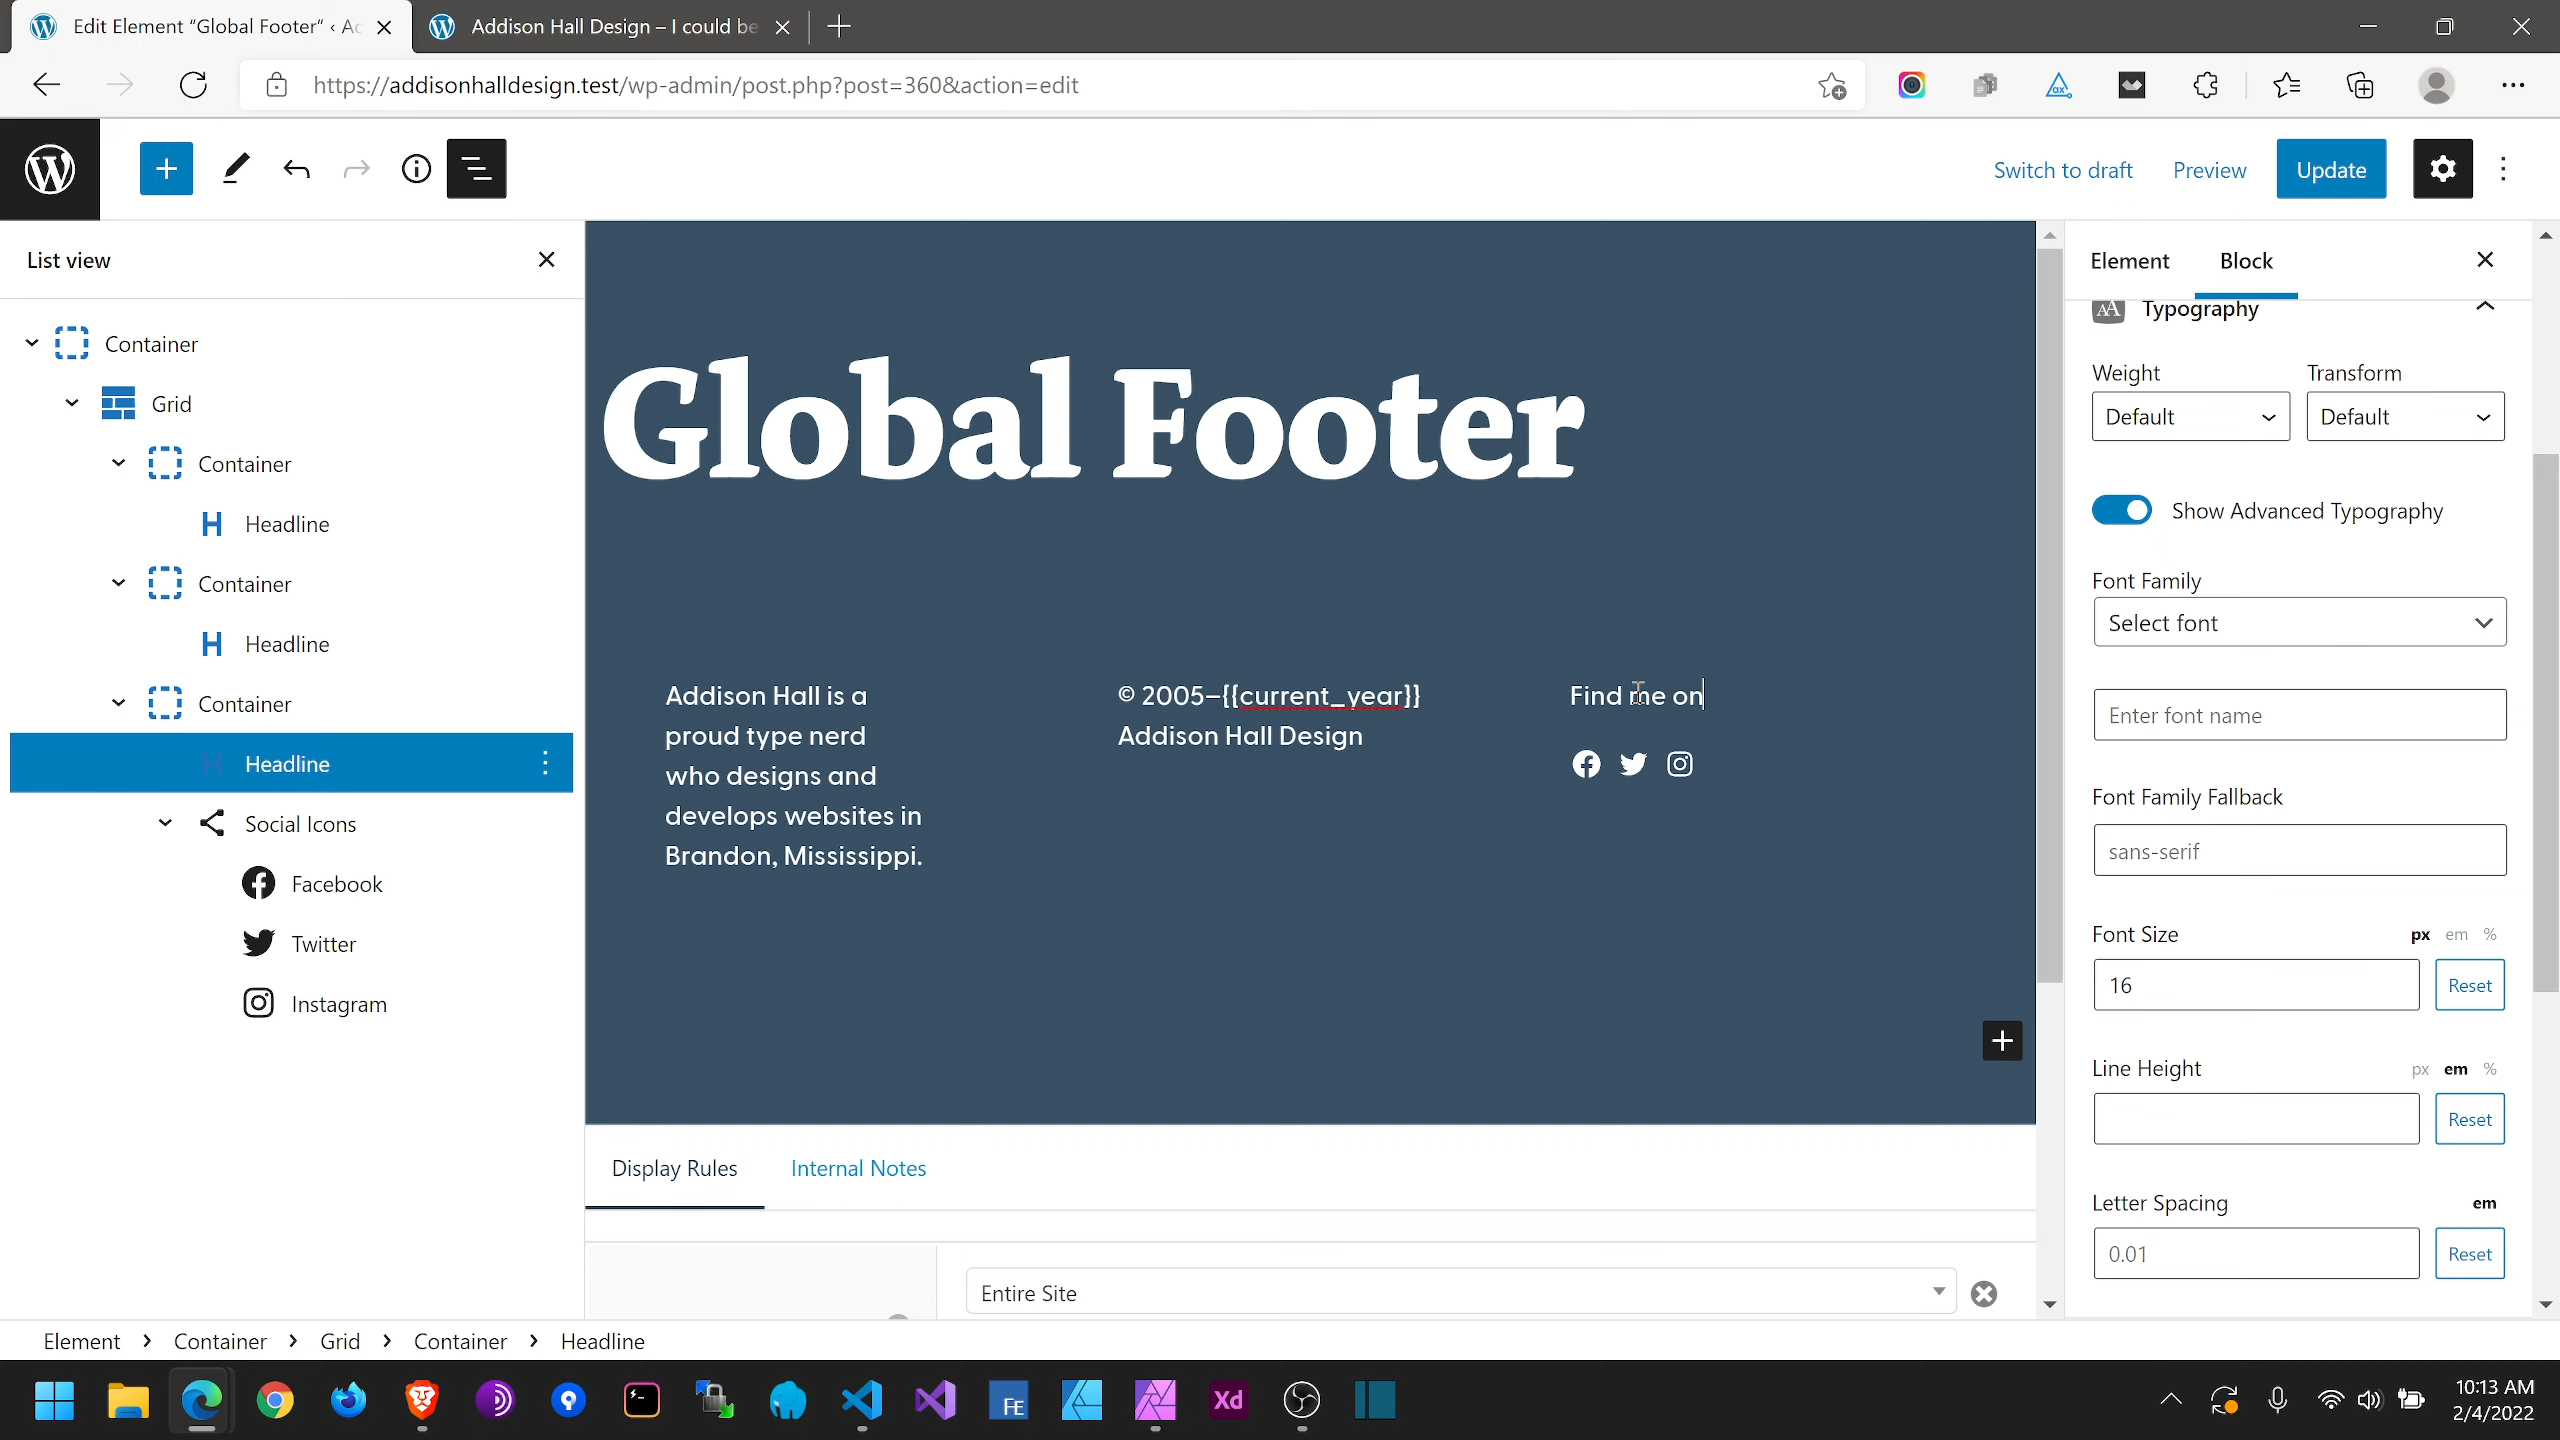 Edit Element “Global Footer” ‹ Ac
Addison Hall Design – I could be
https://addisonhalldesign.test/wp-admin/post.php?post=360&action=edit
Switch to draft
Preview
Update
List view
Container
Grid
Container
Headline
Container
Headline
Container
Headline
Social Icons
Facebook
Twitter
Instagram
Global Footer
Addison Hall is a
proud type nerd
who designs and
develops websites in
Brandon, Mississippi.
© 2005–{{current_year}}
Addison Hall Design
Find me on
Display Rules
Internal Notes
Entire Site
Element
Block
Typography
Weight
Transform
Default
Default
Show Advanced Typography
Font Family
Select font
Enter font name
Font Family Fallback
sans-serif
Font Size
px em %
16
Reset
Line Height
px em %
Reset
Letter Spacing
em
0.01
Reset
Element > Container > Grid > Container > Headline
FE
Xd
10:13 AM
2/4/2022